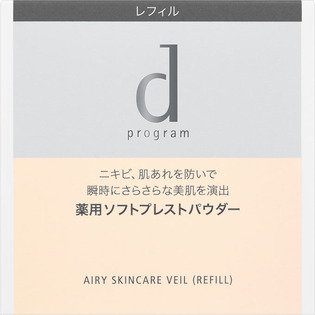 レフィル
d
program
ニキビ、肌あれを防いで
瞬時にさらさらな美肌を演出
薬用ソフトプレストパウダー
AIRY SKINCARE VEIL (REFILL)